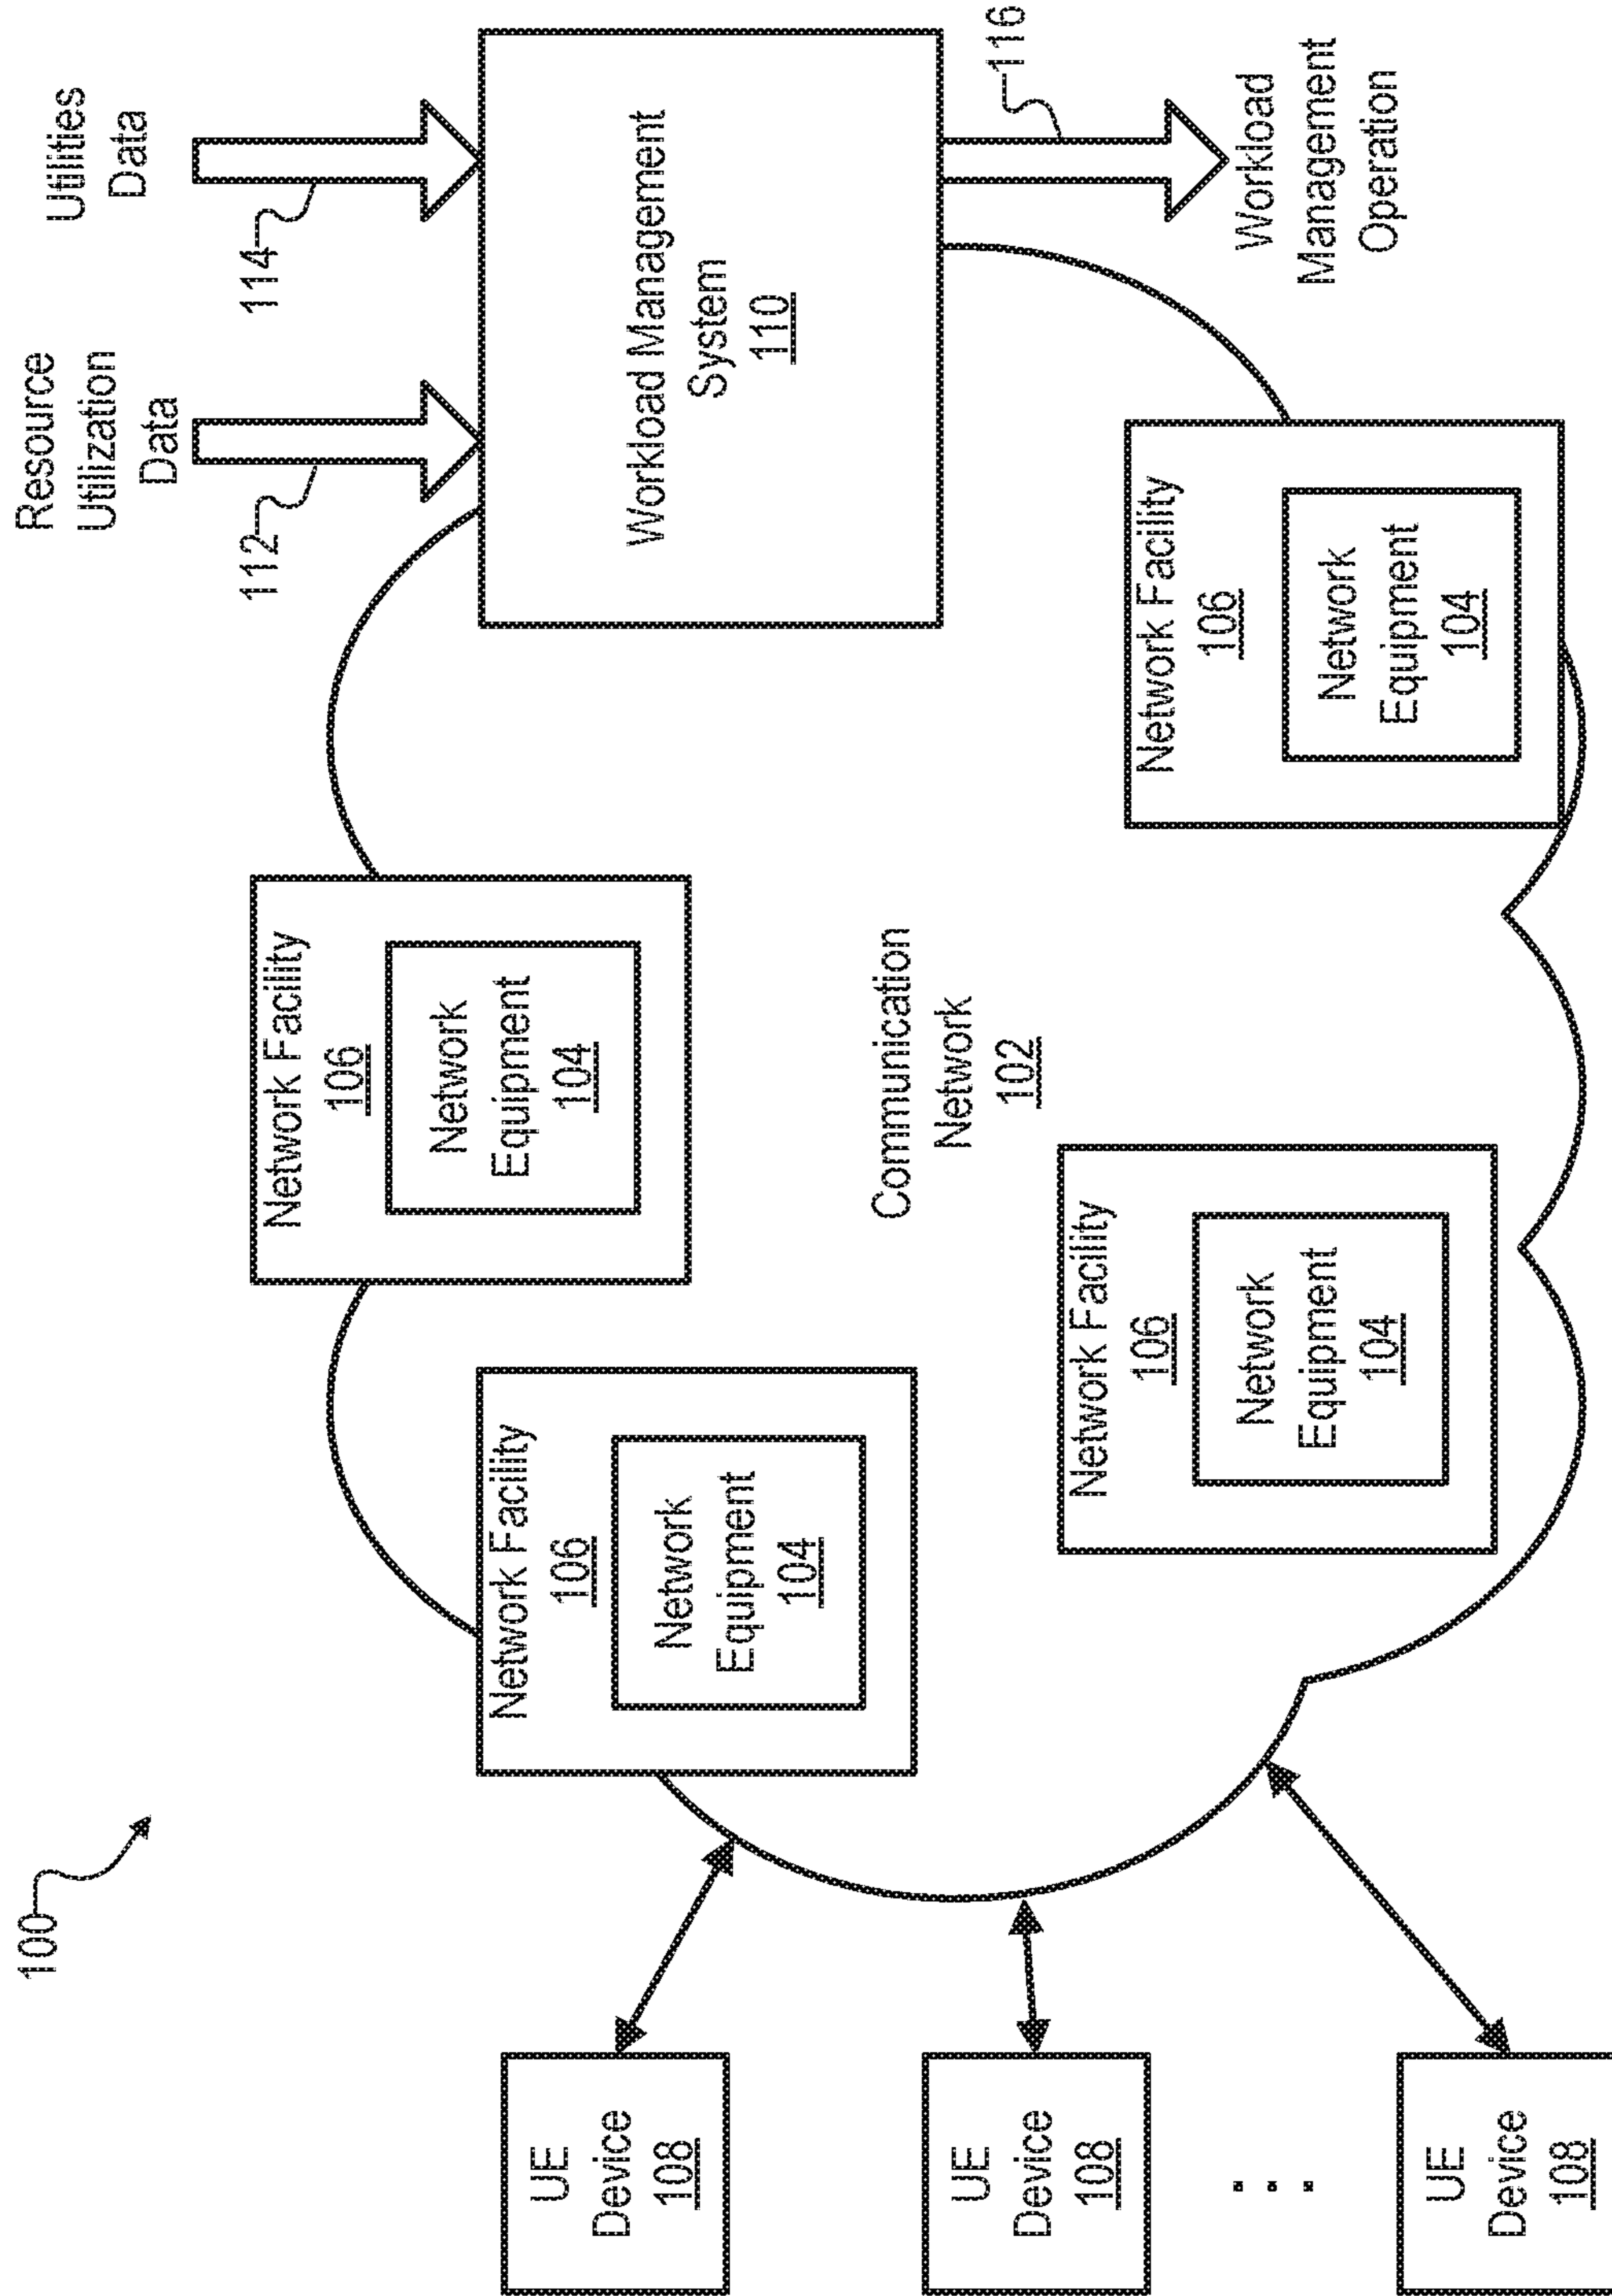 100
Resource
Utilization
Data
Utilities
Data
112
114
Network Facility
106
Network
Equipment
104
Network Facility
106
Network
Equipment
104
Workload Management
System
110
UE
Device
108
Communication
Network
102
UE
Device
108
. . .
Network Facility
106
Network
Equipment
104
Network Facility
106
Network
Equipment
104
116
Workload
Management
Operation
UE
Device
108